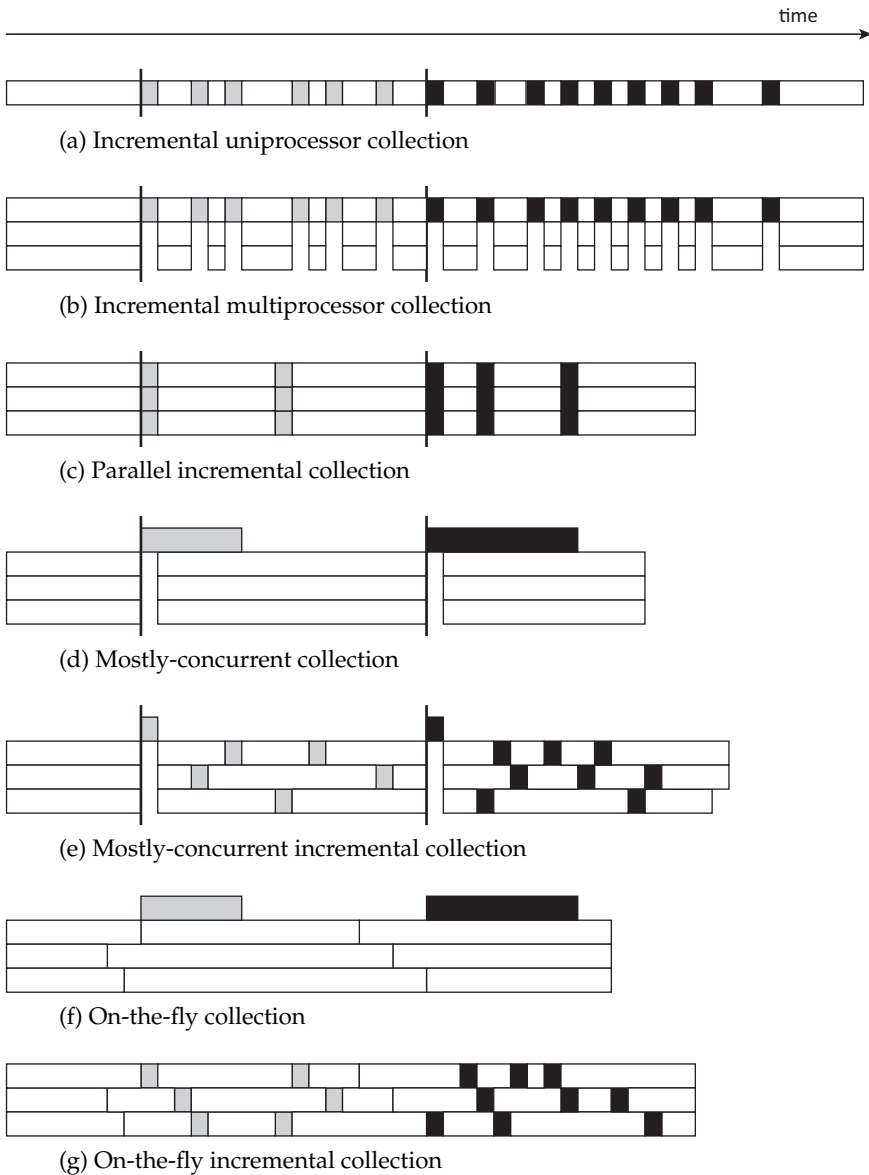 time
(a) Incremental uniprocessor collection
(b) Incremental multiprocessor collection
(c) Parallel incremental collection
(d) Mostly-concurrent collection
(e) Mostly-concurrent incremental collection
(f) On-the-fly collection
(g) On-the-fly incremental collection